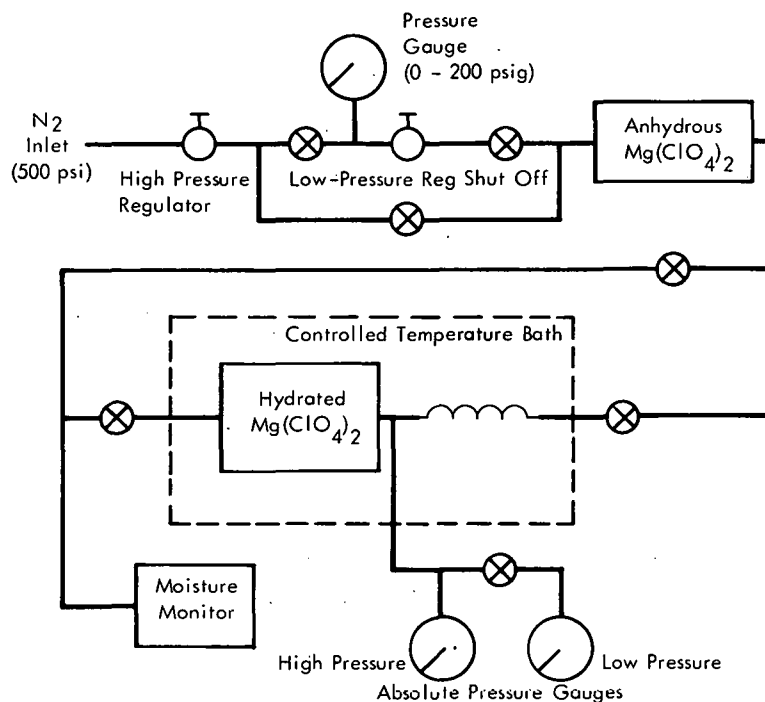 Pressure
Gauge
(0 - 200 psig)
N2
Inlet
(500 psi)
High Pressure
Regulator
Low-Pressure Reg Shut Off
Anhydrous
Mg(ClO4)2
Controlled Temperature Bath
Hydrated
Mg(ClO4)2
Moisture
Monitor
High Pressure
Low Pressure
Absolute Pressure Gauges